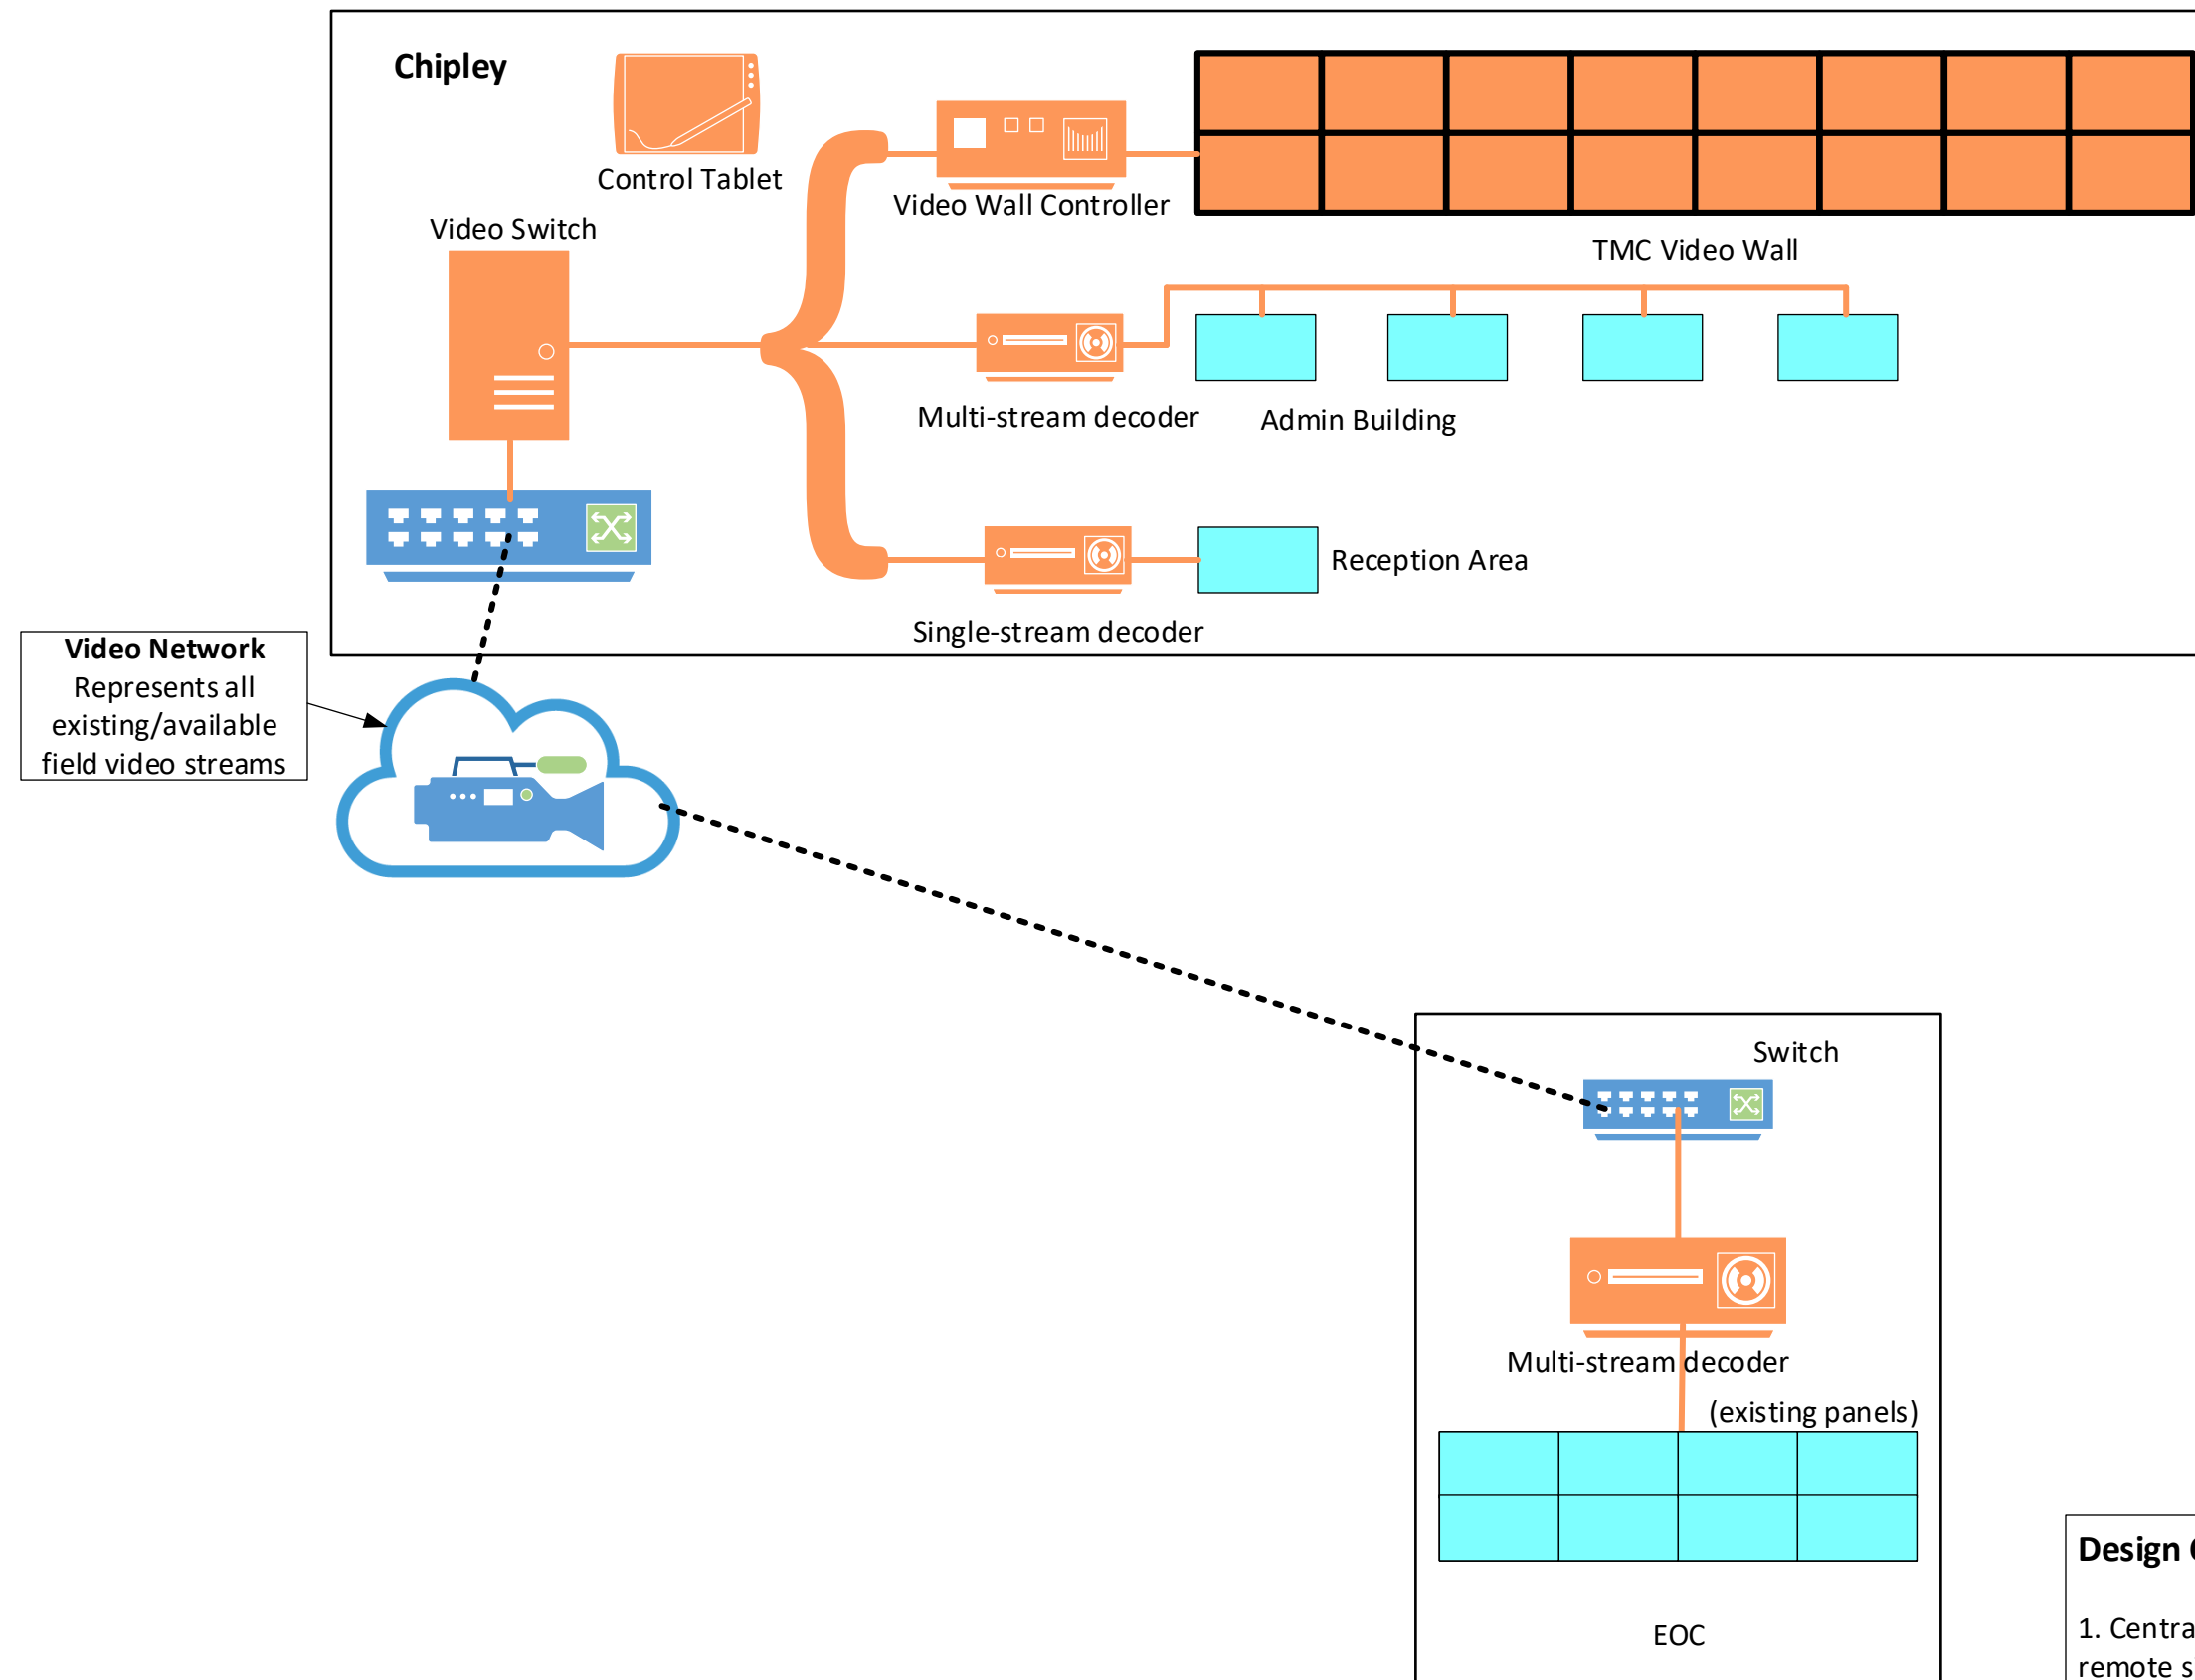 Chipley
Control Tablet
Video Wall Controller
Video Switch
TMC Video Wall
Multi-stream decoder
Admin Building
Reception Area
Single-stream decoder
Video Network
Represents all
existing/available
field video streams
Switch
Multi-stream decoder
(existing panels)
EOC
Design
1. Centra
remote s